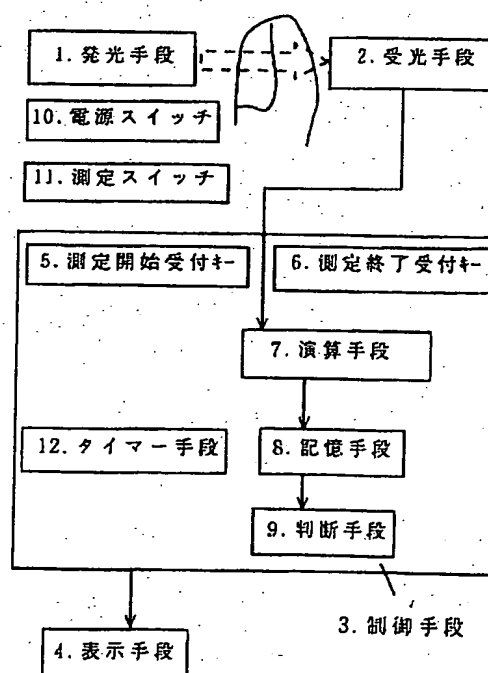 1. 発光手段
2. 受光手段
10. 電源スイッチ
11. 測定スイッチ
5. 測定開始受付キー
6. 測定終了受付キー
7. 演算手段
12. タイマー手段
8. 記憶手段
9. 判断手段
3. 制御手段
4. 表示手段